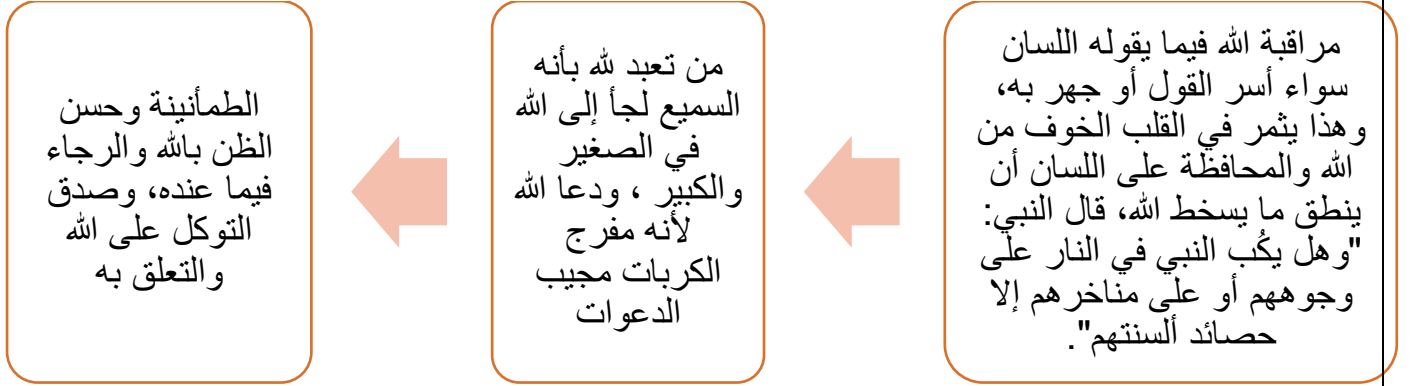 مراقبة الله فيما يقوله اللسان
سواء أسر القول أو جهر به،
وهذا يثمر في القلب الخوف من
الله والمحافظة على اللسان أن
ينطق ما يسخط الله، قال النبي:
"وهل يكُب النبي في النار على
وجوههم أو على مناخرهم إلا
حصائد ألسنتهم".
من تعبد لله بأنه
السميع لجأ إلى الله
في الصغير
والكبير ، ودعا الله
لأنه مفرج
الكربات مجيب
الدعوات
الطمأنينة وحسن
الظن بالله والرجاء
فيما عنده، وصدق
التوكل على الله
والتعلق به